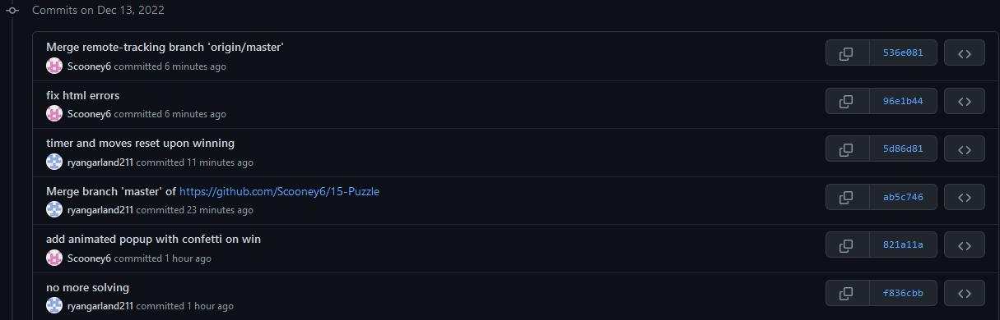 Commits on Dec 13, 2022
Merge remote-tracking branch 'origin/master'
Scooney6 committed 6 minutes ago
536e081
fix html errors
Scooney6 committed 6 minutes ago
96e1b44
timer and moves reset upon winning
ryangarland211 committed 11 minutes ago
5d86d81
Merge branch 'master' of https://github.com/Scooney6/15-Puzzle
ryangarland211 committed 23 minutes ago
ab5c746
add animated popup with confetti on win
Scooney6 committed 1 hour ago
821a11a
no more solving
ryangarland211 committed 1 hour ago
f836cbb